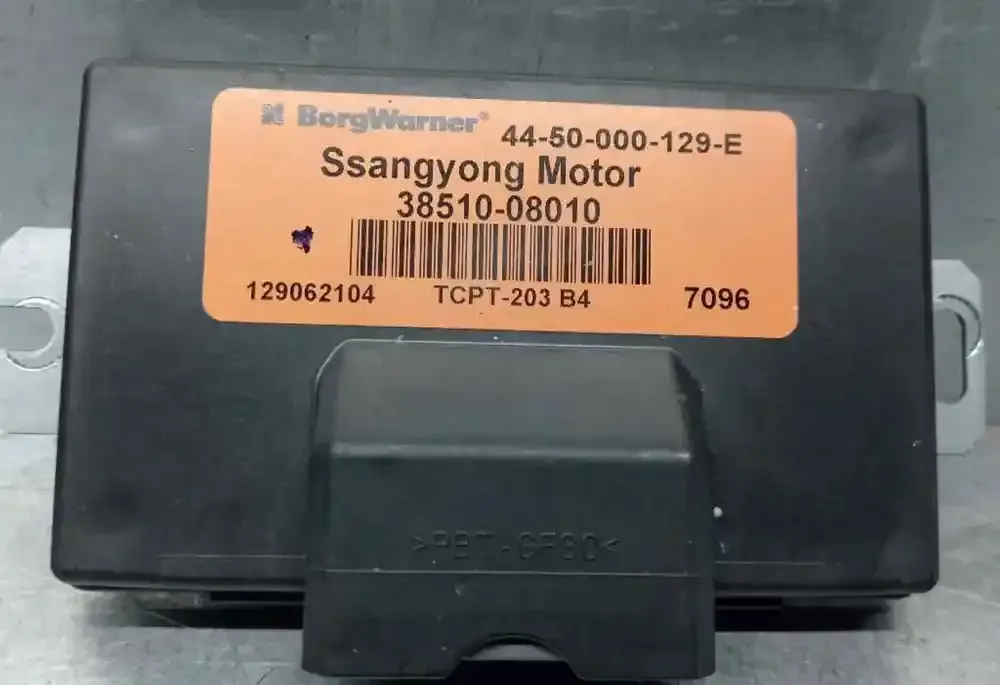 BorgWarner®
44-50-000-129-E
Ssangyong Motor
38510-08010
129062104 TCPT-203 B4 7096
>PBT-GF30<